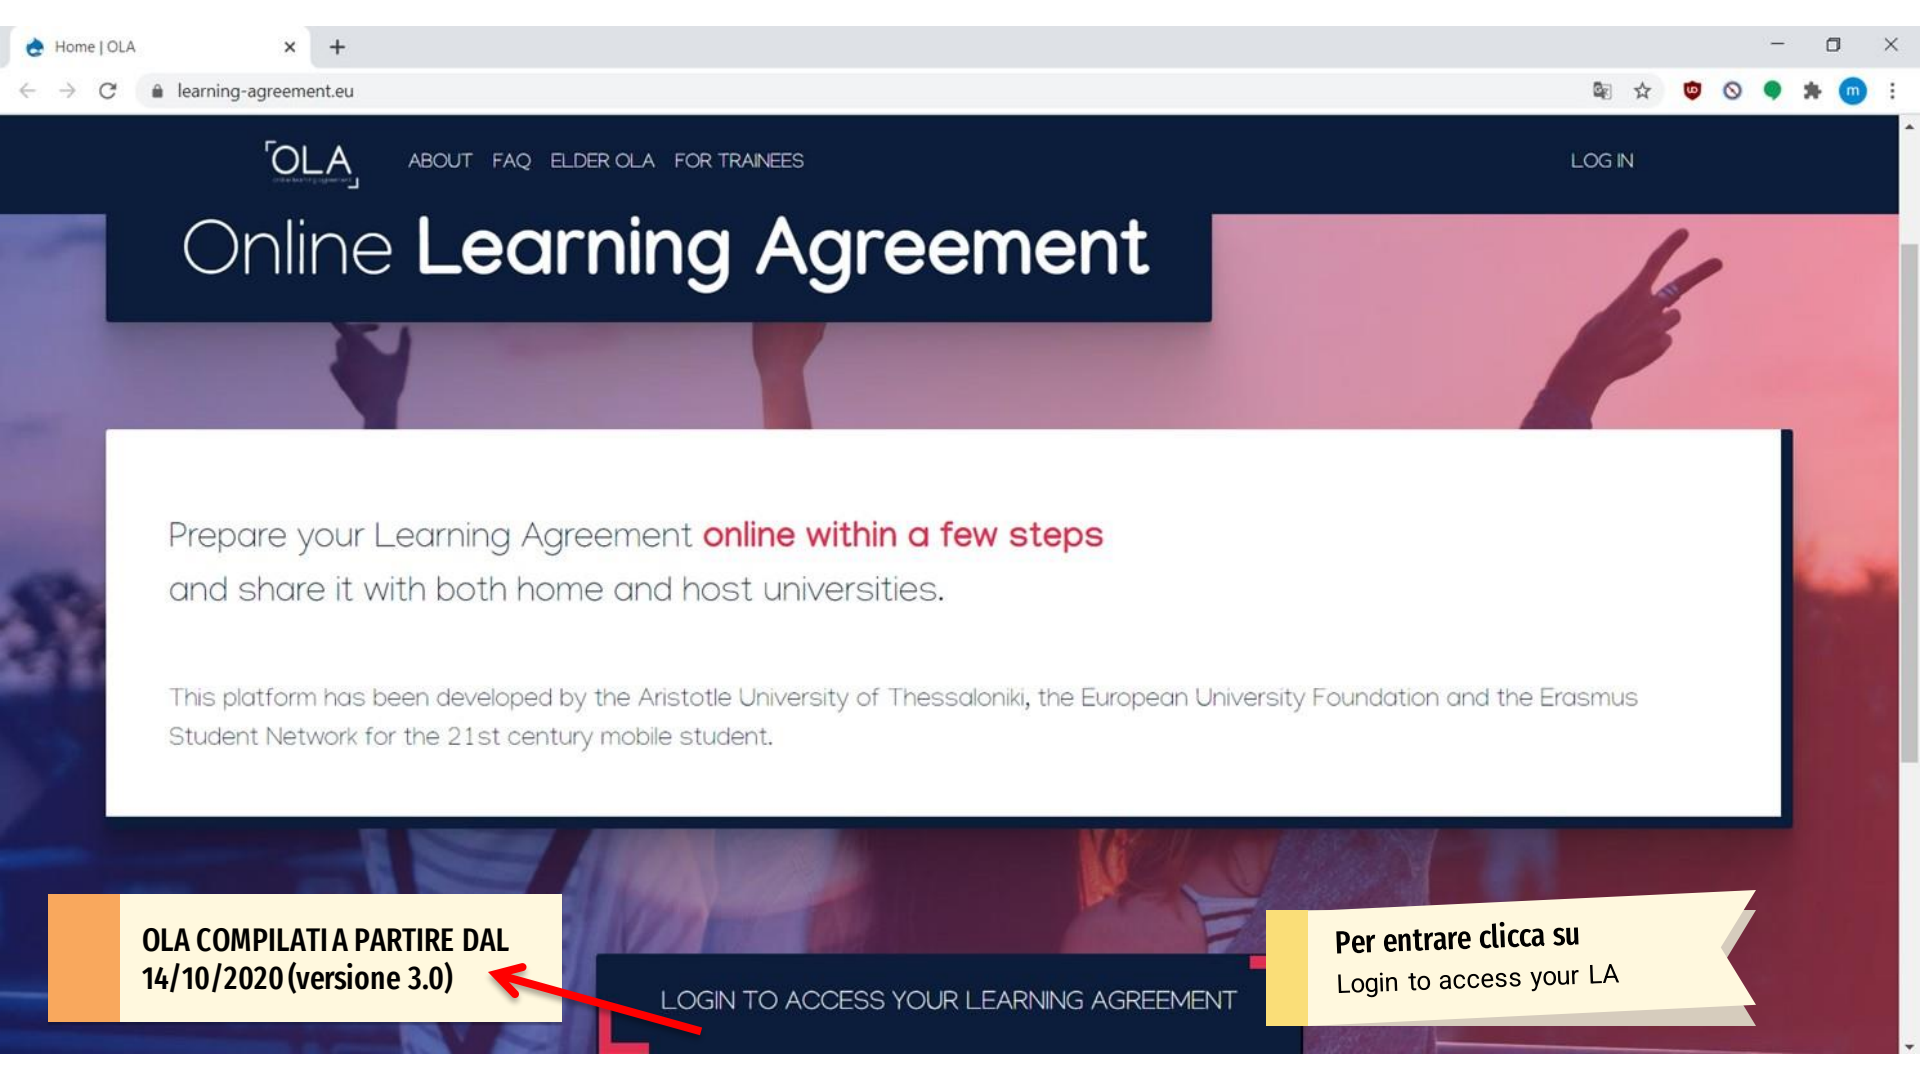 Home | OLA
learning-agreement.eu
m
OLA
ABOUT FAQ ELDER OLA FOR TRAINEES
LOG IN
Online Learning Agreement
Prepare your Learning Agreement online within a few steps
and share it with both home and host universities.
This platform has been developed by the Aristotle University of Thessaloniki, the European University Foundation and the Erasmus
Student Network for the 21st century mobile student.
OLA COMPILATI A PARTIRE DAL
14/10/2020 (versione 3.0)
LOGIN TO ACCESS YOUR LEARNING AGREEMENT
Per entrare clicca su
Login to access your LA